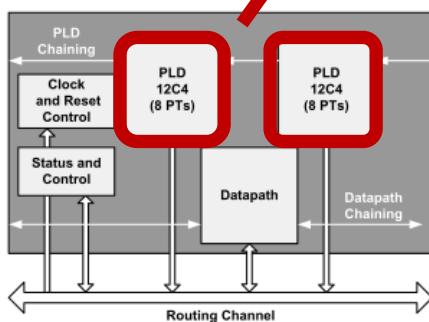 PLD
Chaining
Clock
and Reset
Control
PLD
12C4
(8 PTs)
PLD
12C4
(8 PTs)
Status and
Control
Datapath
Datapath
Chaining
Routing Channel